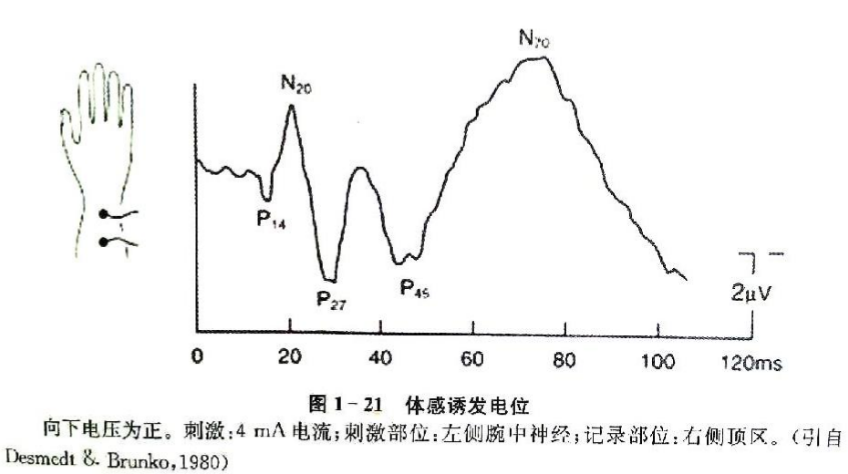 N70
N20
P14
P27
P45
2μV
0 20 40 60 80 100 120ms
图 1-21 体感诱发电位
向下电压为正。刺激:4 mA 电流;刺激部位:左侧腕中神经;记录部位:右侧顶区。(引自
Desmedt & Brunko,1980)